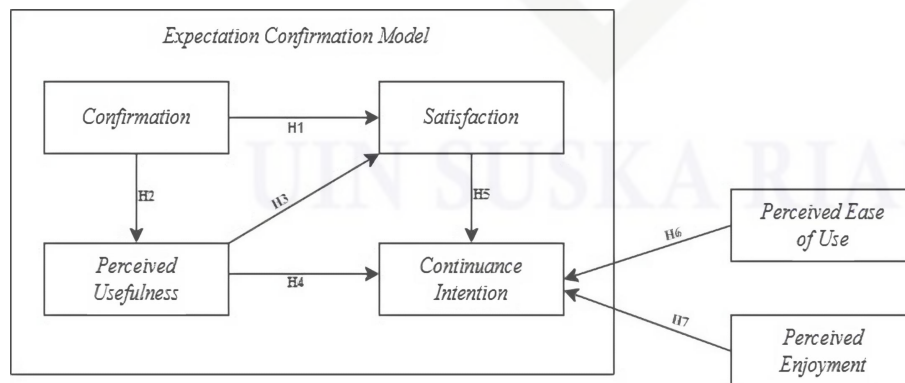 Expectation Confirmation Model
Confirmation
H1
Satisfaction
H2
H3
H5
Perceived
Usefulness
H4
Continuance
Intention
H6
Perceived Ease
of Use
H7
Perceived
Enjoyment
UIN SUSKA RIA